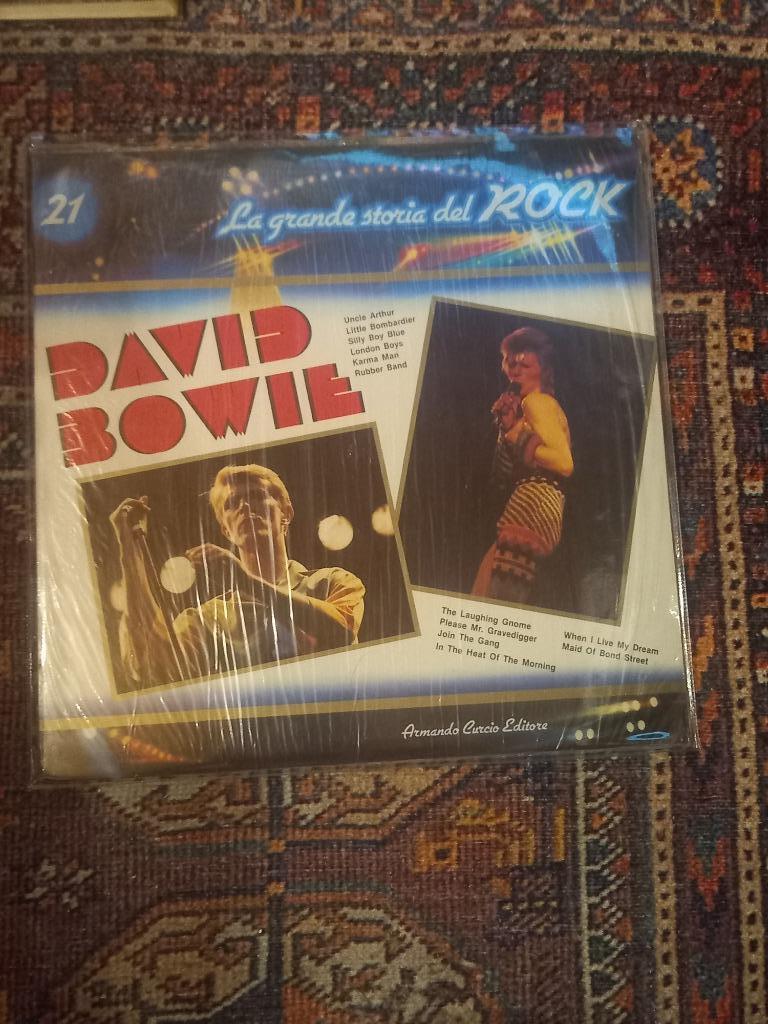 21
La grande storia del ROCK
DAVID
BOWIE
Uncle Arthur
Little Bombardier
Silly Boy Blue
London Boys
Karma Man
Rubber Band
The Laughing Gnome
Please Mr. Gravedigger
Join The Gang
In The Heat Of The Morning
When I Live My Dream
Maid Of Bond Street
Armando Curcio Editore